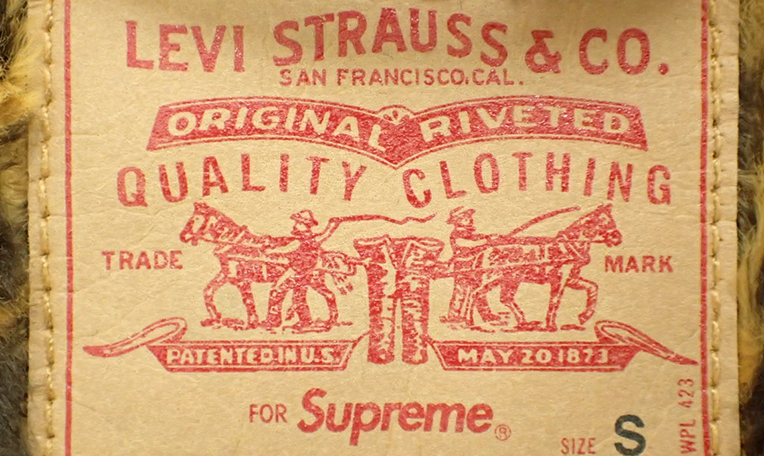 LEVI STRAUSS & CO.
SAN FRANCISCO, CAL.
ORIGINAL RIVETED
QUALITY CLOTHING
TRADE MARK
PATENTED IN U.S. MAY 20 1873
FOR Supreme®
SIZE S
WPL 423